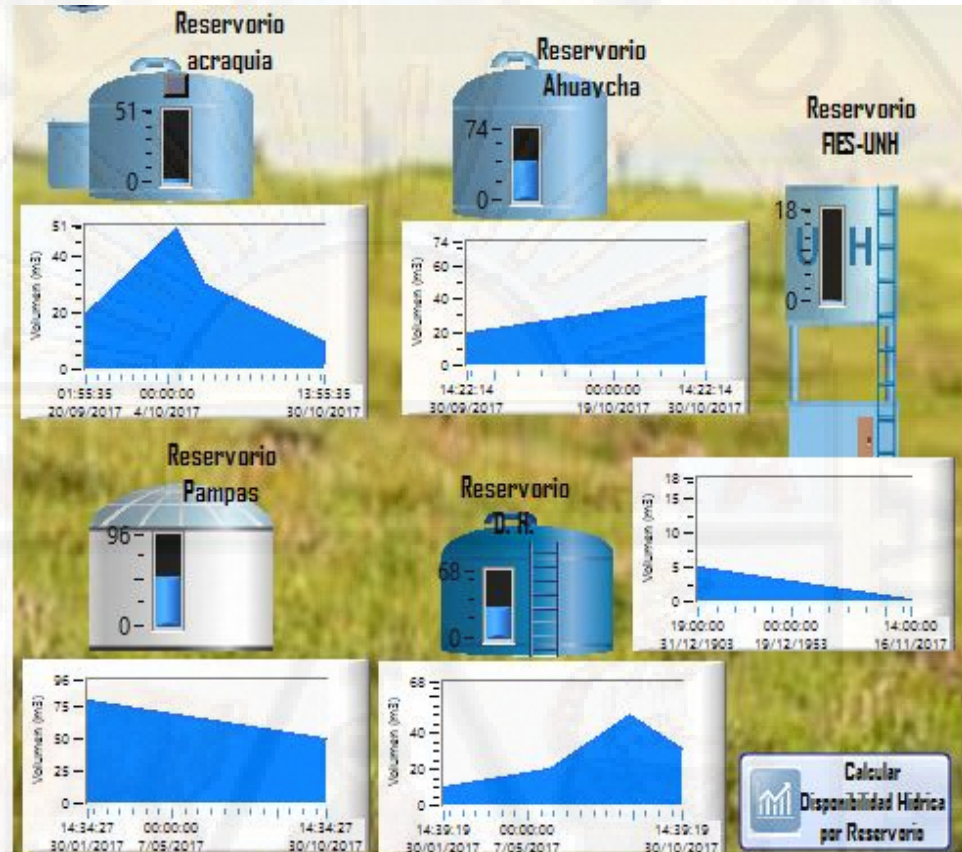 Reservorio
acraquia
51
0
Volumen (m3)
51
40
20
0
01:55:35 00:00:00 13:55:35
20/09/2017 4/10/2017 30/10/2017
Reservorio
Ahuaycha
74
0
Volumen (m3)
74
60
40
20
0
14:22:14 00:00:00 14:22:14
30/09/2017 19/10/2017 30/10/2017
Reservorio
FIES-UNH
18
0
U H
Volumen (m3)
18
15
10
5
0
19:00:00 00:00:00 14:00:00
31/12/1903 19/12/1953 16/11/2017
Reservorio
Pampas
96
0
Volumen (m3)
96
75
50
25
0
14:34:27 00:00:00 14:34:27
30/01/2017 7/05/2017 30/10/2017
Reservorio
D. H.
68
0
Volumen (m3)
68
40
20
0
14:39:19 00:00:00 14:39:19
30/01/2017 7/05/2017 30/10/2017
Calcular
Disponibilidad Hidrica
por Reservorio